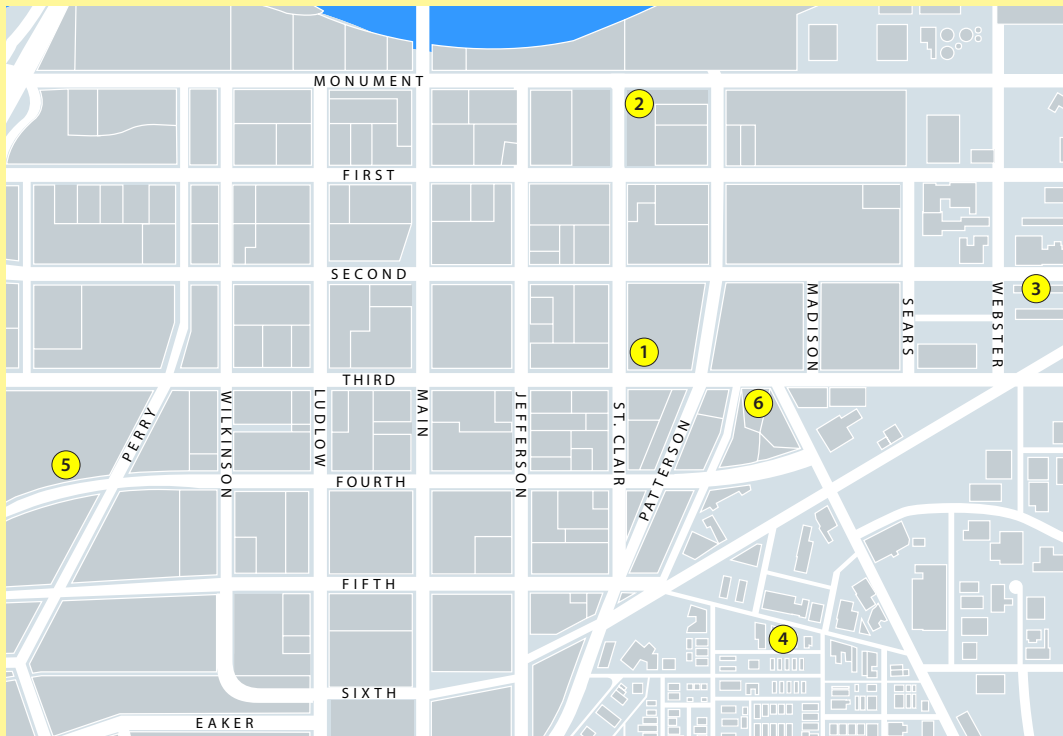 MONUMENT
2
FIRST
SECOND
3
MADISON
SEARS
WEBSTER
1
THIRD
PERRY
WILKINSON
LUDLOW
MAIN
JEFFERSON
ST. CLAIR
PATTERSON
6
5
FOURTH
FIFTH
4
SIXTH
EAKER